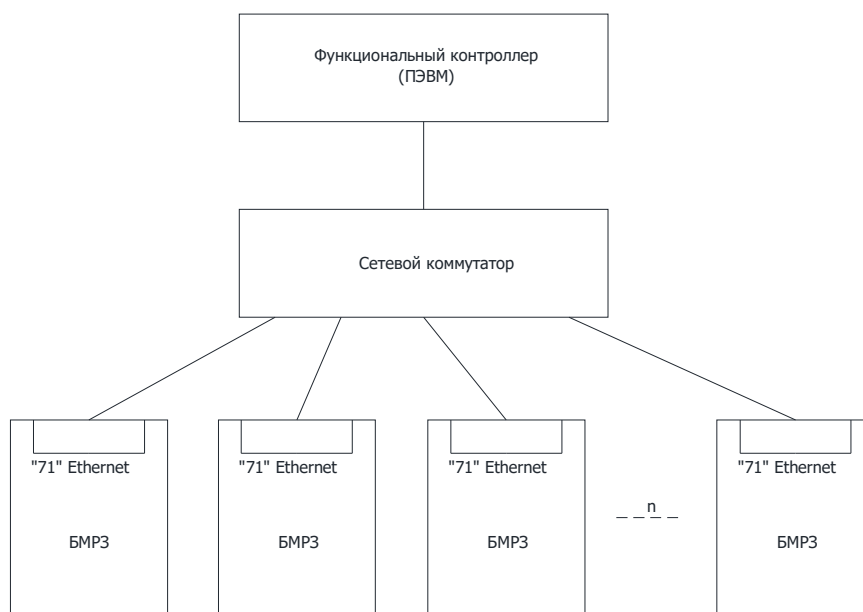 Функциональный контроллер
(ПЭВМ)
Сетевой коммутатор
"71" Ethernet
"71" Ethernet
"71" Ethernet
"71" Ethernet
n
БМРЗ
БМРЗ
БМРЗ
БМРЗ